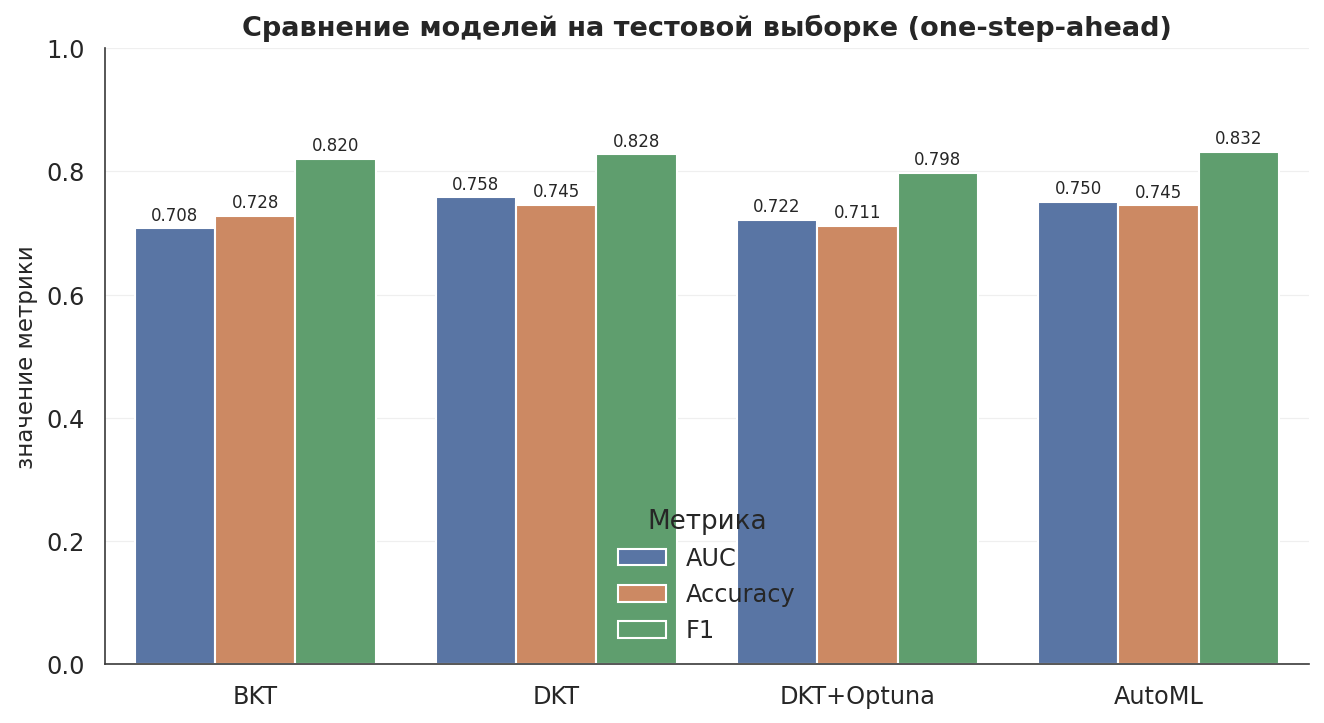 Сравнение моделей на тестовой выборке (one-step-ahead)
значение метрики
1.0
0.8
0.6
0.4
0.2
0.0
0.708
0.728
0.820
0.758
0.745
0.828
0.722
0.711
0.798
0.750
0.745
0.832
Метрика
AUC
Accuracy
F1
BKT
DKT
DKT+Optuna
AutoML